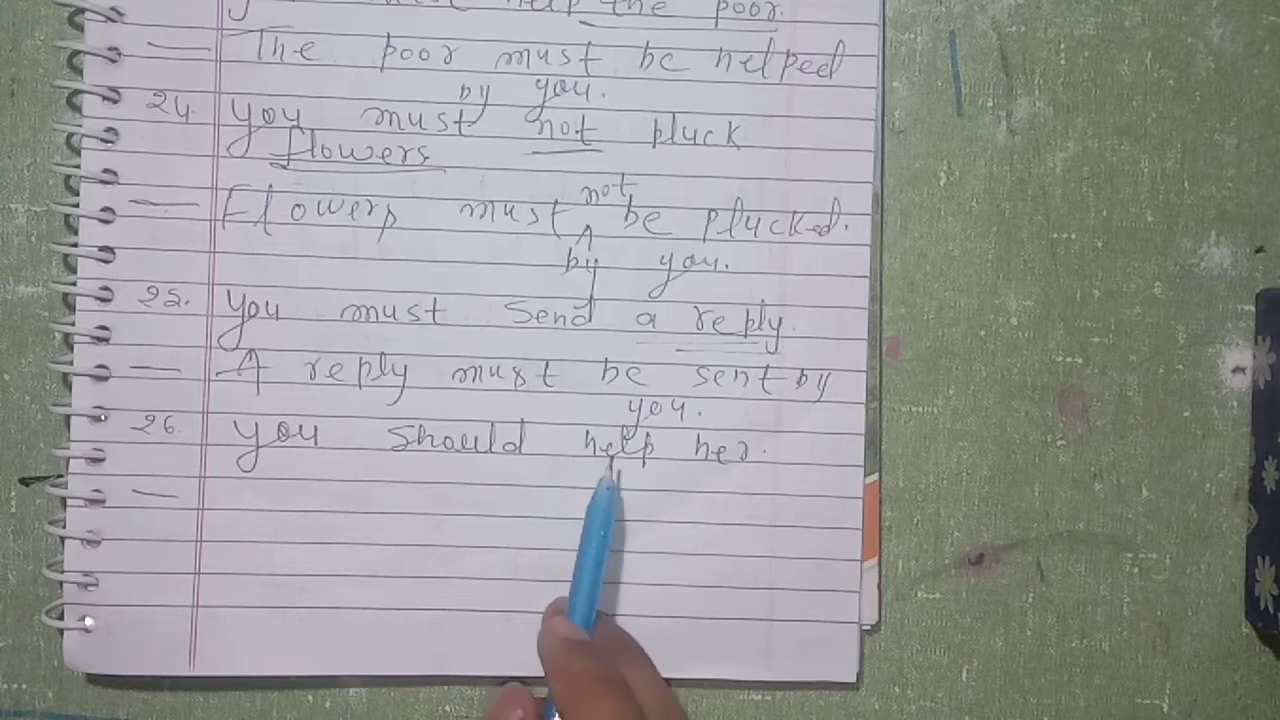 help the poor.
— The poor must be helped
by you.
24. you must not pluck
flowers
— Flowers must not be plucked.
by you.
25. you must send a reply.
— A reply must be sent by
you.
26. you should help her.
—